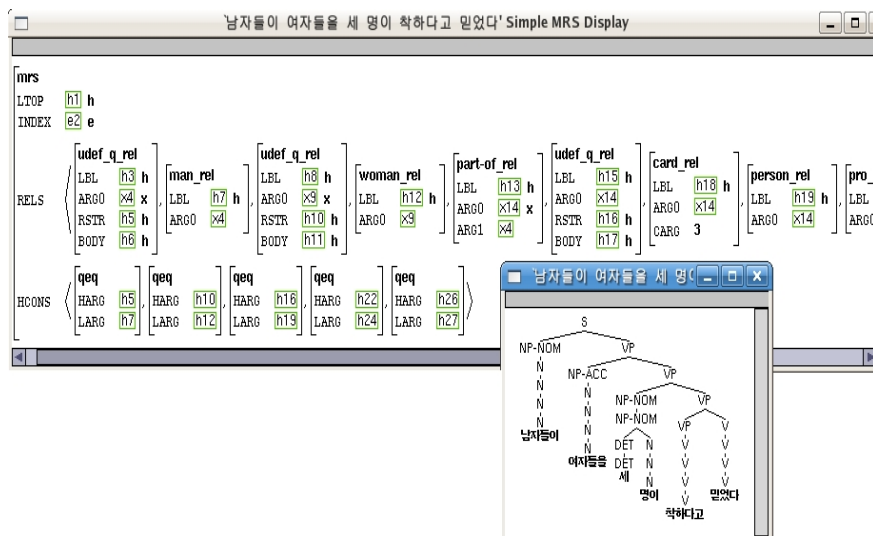 '남자들이 여자들을 세 명이 착하다고 믿었다' Simple MRS Display
mrs
LTOP h1 h
INDEX e2 e
RELS
udef_q_rel
LBL h3 h
ARG0 x4 x
RSTR h5 h
BODY h6 h
man_rel
LBL h7 h
ARG0 x4
udef_q_rel
LBL h8 h
ARG0 x9 x
RSTR h10 h
BODY h11 h
woman_rel
LBL h12 h
ARG0 x9
part-of_rel
LBL h13 h
ARG0 x14 x
ARG1 x4
udef_q_rel
LBL h15 h
ARG0 x14
RSTR h16 h
BODY h17 h
card_rel
LBL h18 h
ARG0 x14
CARG 3
person_rel
LBL h19 h
ARG0 x14
pro_
LBL
ARG0
HCONS
qeq
HARG h5
LARG h7
qeq
HARG h10
LARG h12
qeq
HARG h16
LARG h19
qeq
HARG h22
LARG h24
qeq
HARG h26
LARG h27
'남자들이 여자들을 세 명(
S
NP-NOM VP
N NP-ACC VP
N N NP-NOM VP
N N NP-NOM VP V
N N DET N V V
남자들이 N DET N V V
여자들을 세 N V V
명이 V 믿었다
착하다고